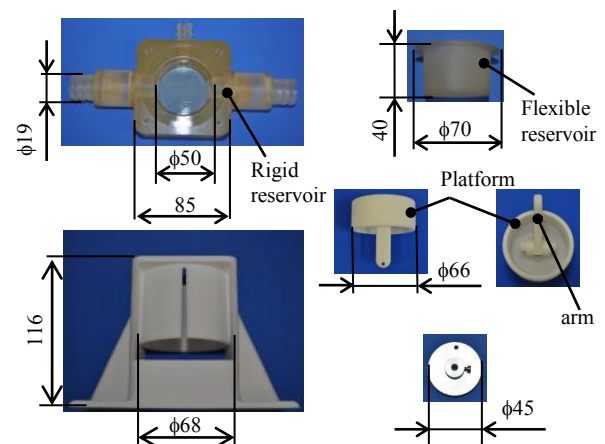 ϕ19
ϕ50
85
Rigid
reservoir
40
ϕ70
Flexible
reservoir
Platform
ϕ66
arm
116
ϕ68
ϕ45